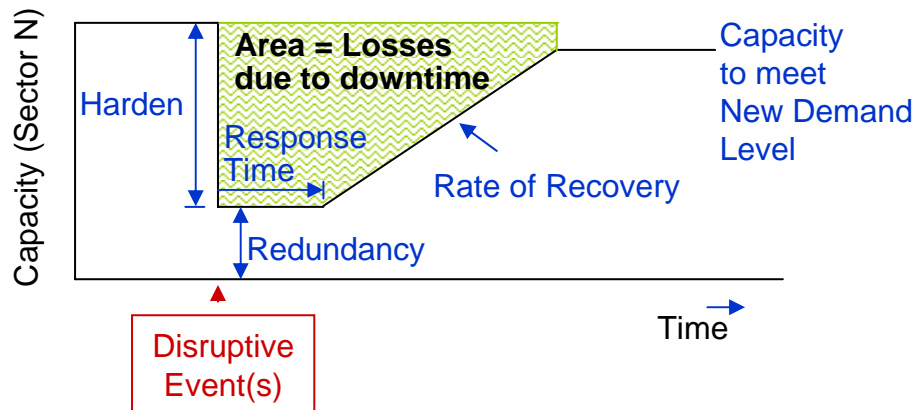 Capacity (Sector N)
Harden
Area = Losses
due to downtime
Response
Time
Rate of Recovery
Redundancy
Capacity
to meet
New Demand
Level
Time
Disruptive
Event(s)